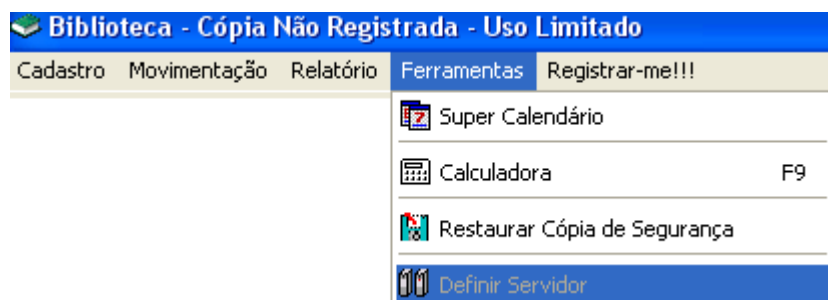 Biblioteca - Cópia Não Registrada - Uso Limitado
Cadastro Movimentação Relatório Ferramentas Registrar-me!!!
Super Calendário
Calculadora F9
Restaurar Cópia de Segurança
Definir Servidor